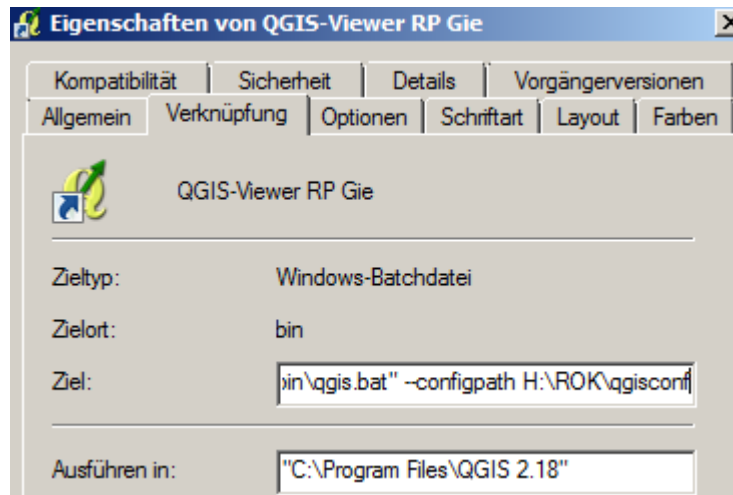 Eigenschaften von QGIS-Viewer RP Gie
Kompatibilität Sicherheit Details Vorgängerversionen
Allgemein Verknüpfung Optionen Schriftart Layout Farben
QGIS-Viewer RP Gie
Zieltyp: Windows-Batchdatei
Zielort: bin
Ziel: bin\qgis.bat" --configpath H:\ROK\qgisconf
Ausführen in: "C:\Program Files\QGIS 2.18"